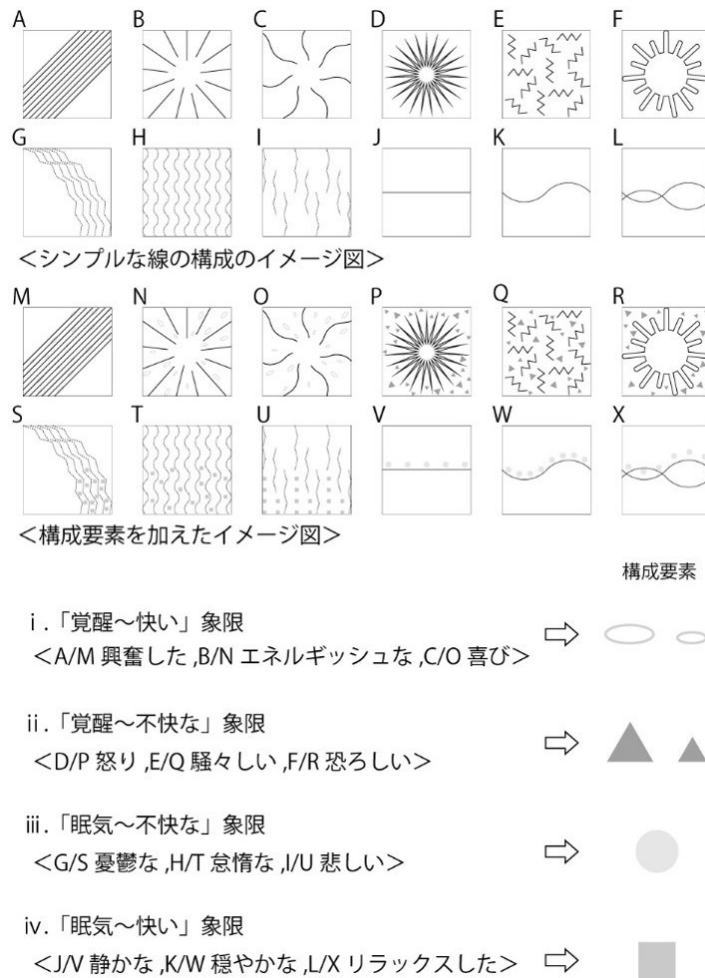 A B C D E F
G H I J K L
<シンプルな線の構成のイメージ図>
M N O P Q R
S T U V W X
<構成要素を加えたイメージ図>
構成要素
ⅰ.「覚醒~快い」象限
<A/M 興奮した ,B/N エネルギッシュな ,C/O 喜び>
ⅱ.「覚醒~不快な」象限
<D/P 怒り ,E/Q 騒々しい ,F/R 恐ろしい>
ⅲ.「眠気~不快な」象限
<G/S 憂鬱な ,H/T 怠惰な ,I/U 悲しい>
ⅳ.「眠気~快い」象限
<J/V 静かな ,K/W 穏やかな ,L/X リラックスした>